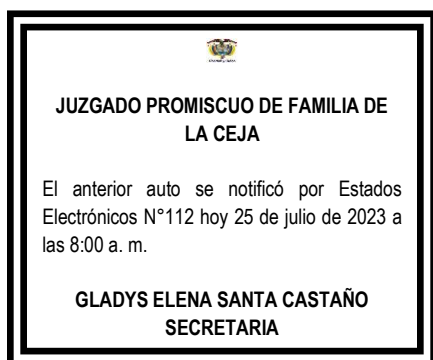 JUZGADO PROMISCUO DE FAMILIA DE
LA CEJA
El anterior auto se notificó por Estados
Electrónicos N°112 hoy 25 de julio de 2023 a
las 8:00 a. m.
GLADYS ELENA SANTA CASTAÑO
SECRETARIA